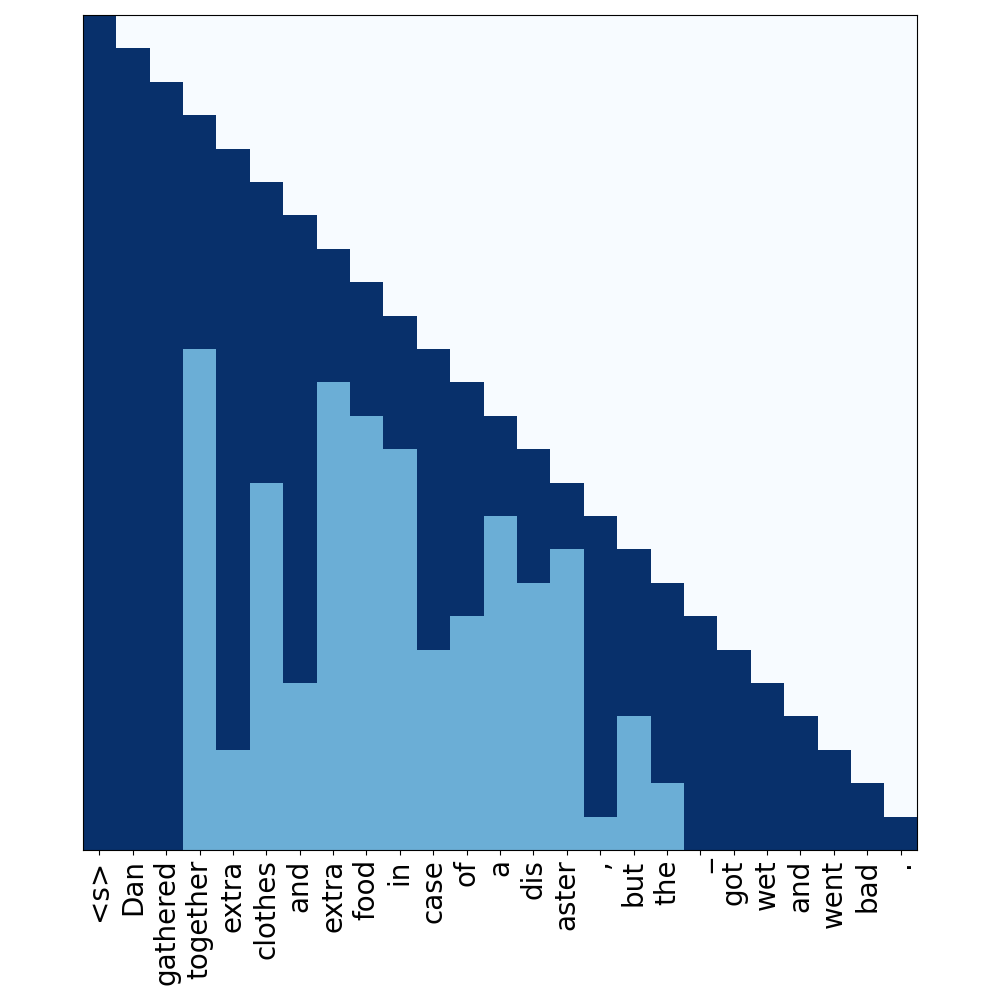 <s> Dan gathered together extra clothes and extra food in case of a dis aster , but the _ got wet and went bad .